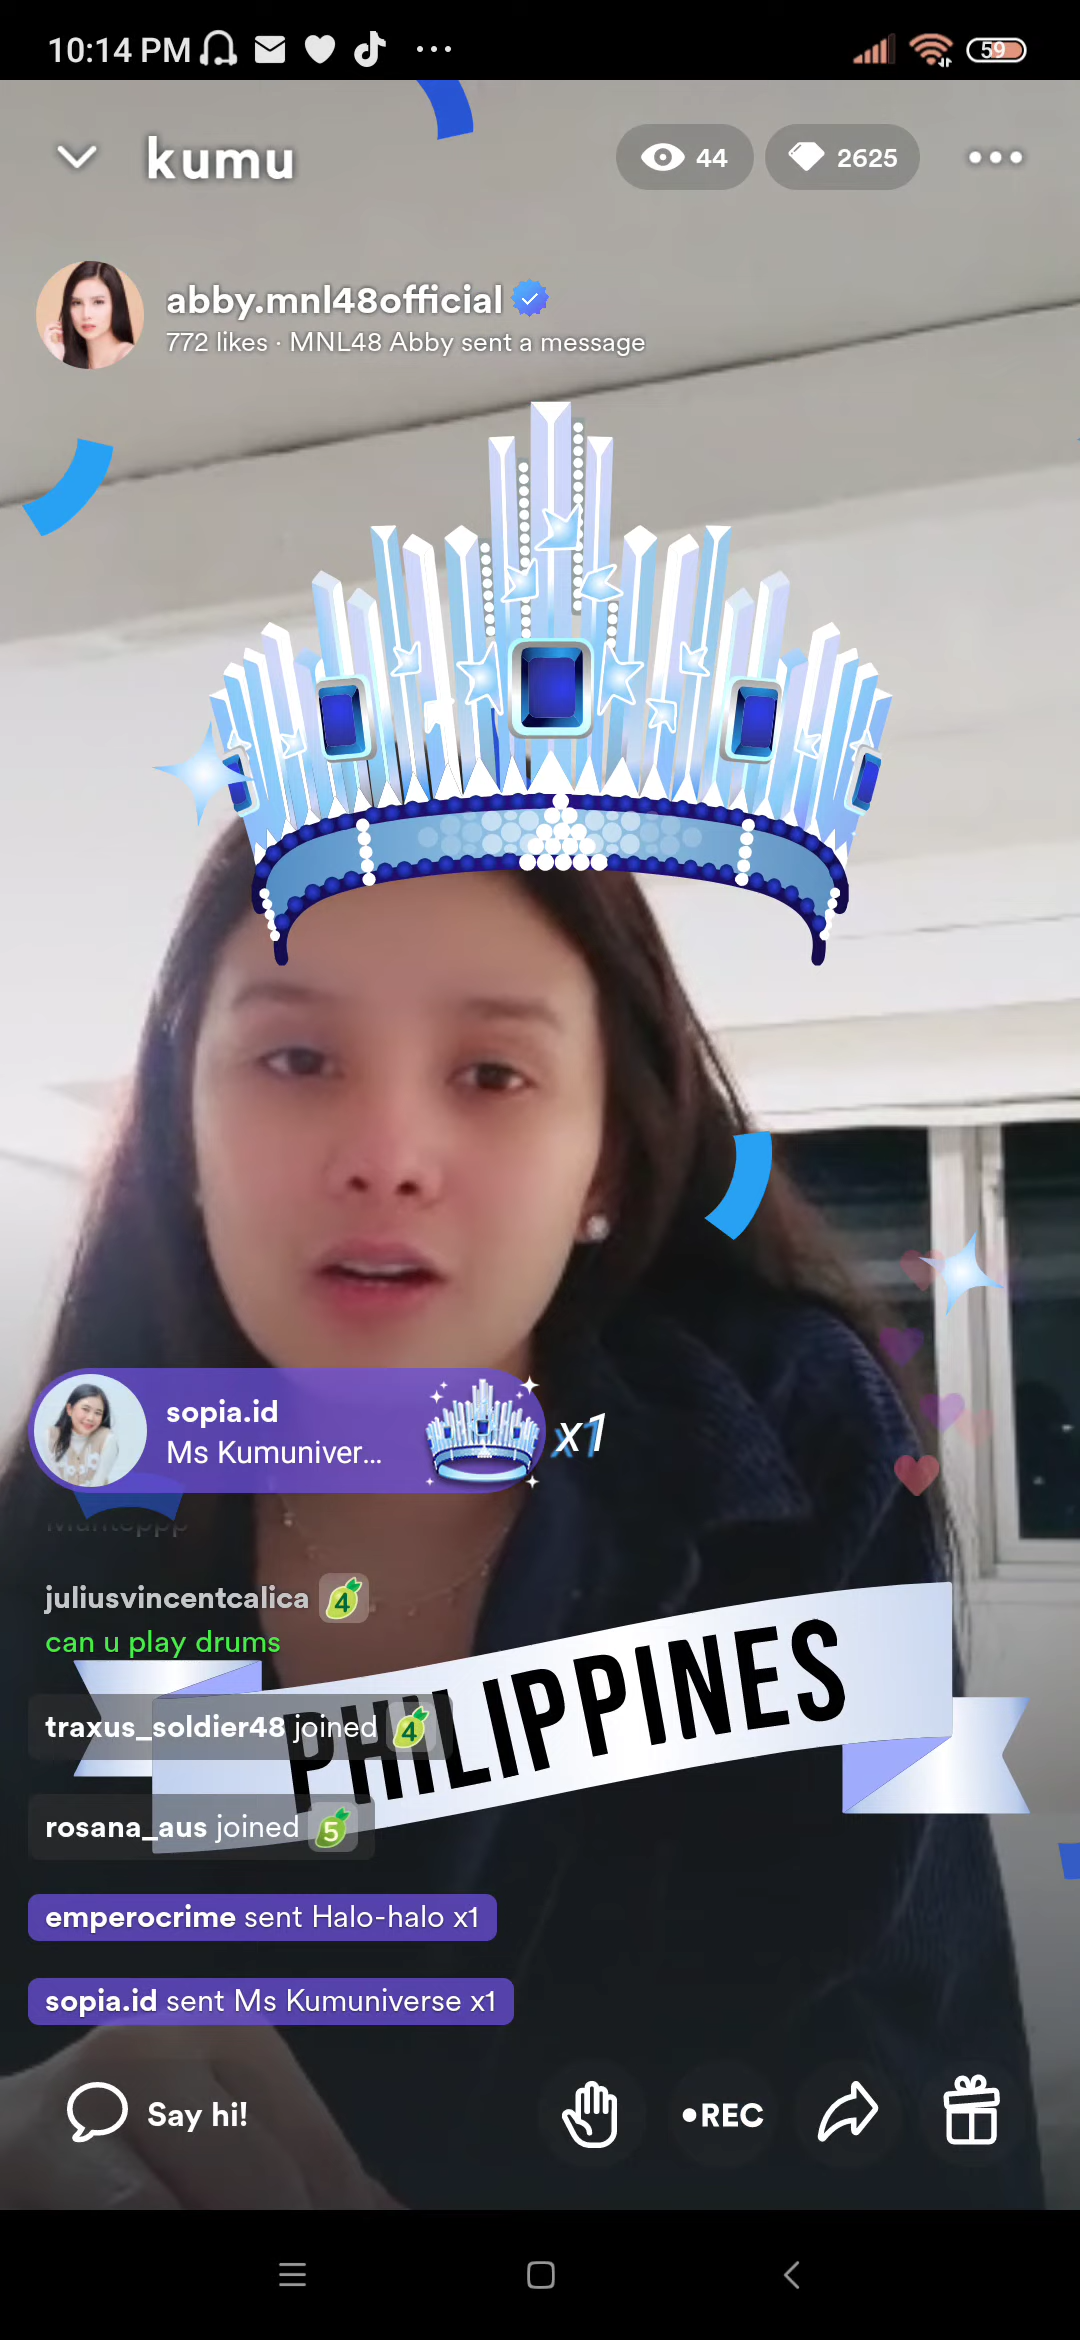 10:14 PM
59
kumu
44
2625
abby.mnl48official
772 likes · MNL48 Abby sent a message
sopia.id
Ms Kumuniver...
x1
juliusvincentcalica 4
can u play drums
PHILIPPINES
traxus_soldier48 joined 4
rosana_aus joined 5
emperocrime sent Halo-halo x1
sopia.id sent Ms Kumuniverse x1
Say hi!
•REC